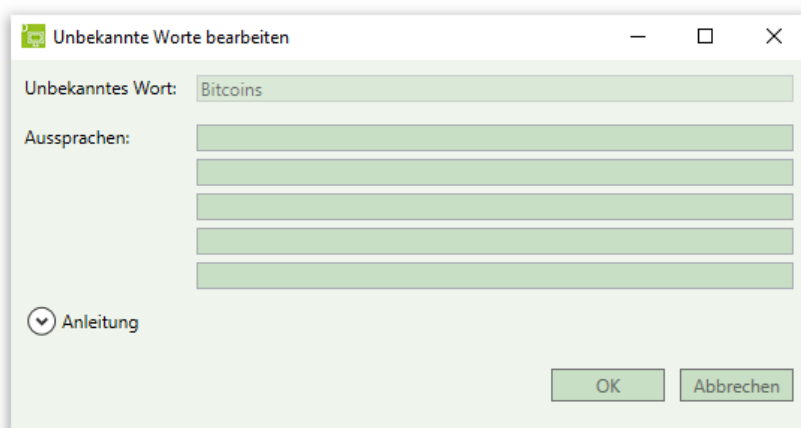 Unbekannte Worte bearbeiten
Unbekanntes Wort: Bitcoins
Aussprachen:
Anleitung
OK Abbrechen